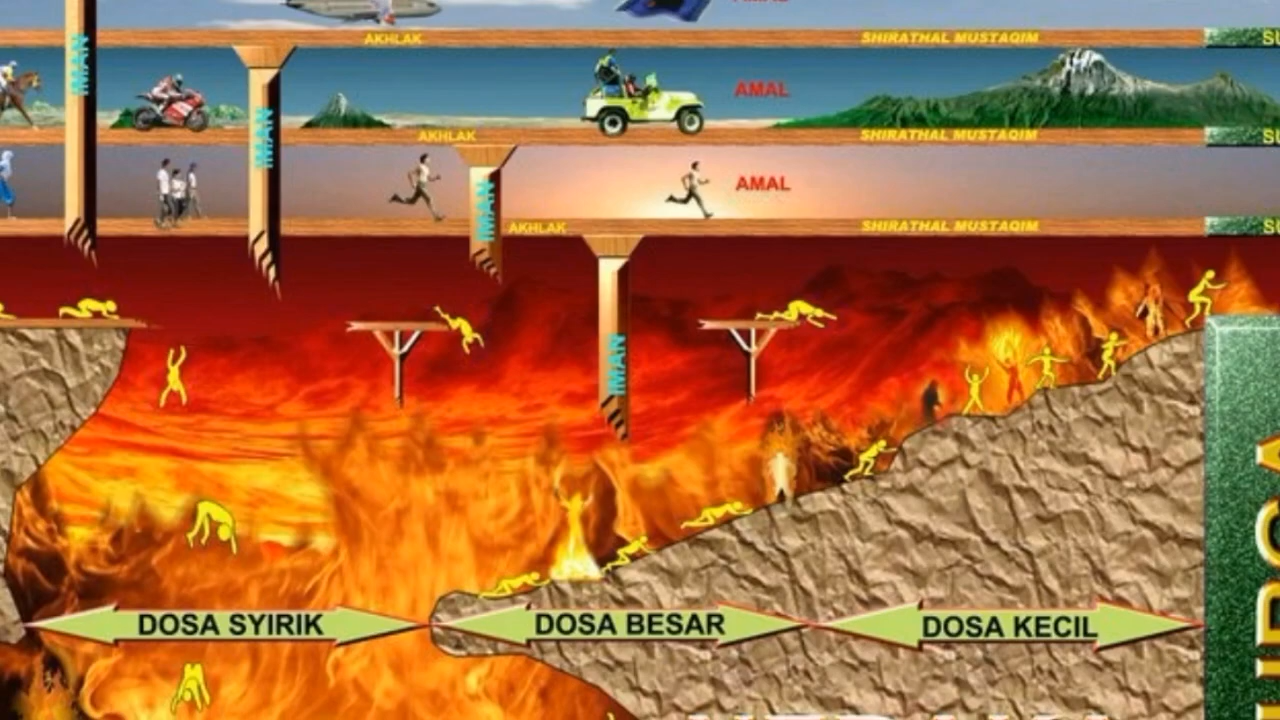 AKHLAK
SHIRATHAL MUSTAQIM
IMAN
IMAN
AMAL
AKHLAK
SHIRATHAL MUSTAQIM
IMAN
AMAL
AKHLAK
SHIRATHAL MUSTAQIM
IMAN
DOSA SYIRIK
DOSA BESAR
DOSA KECIL